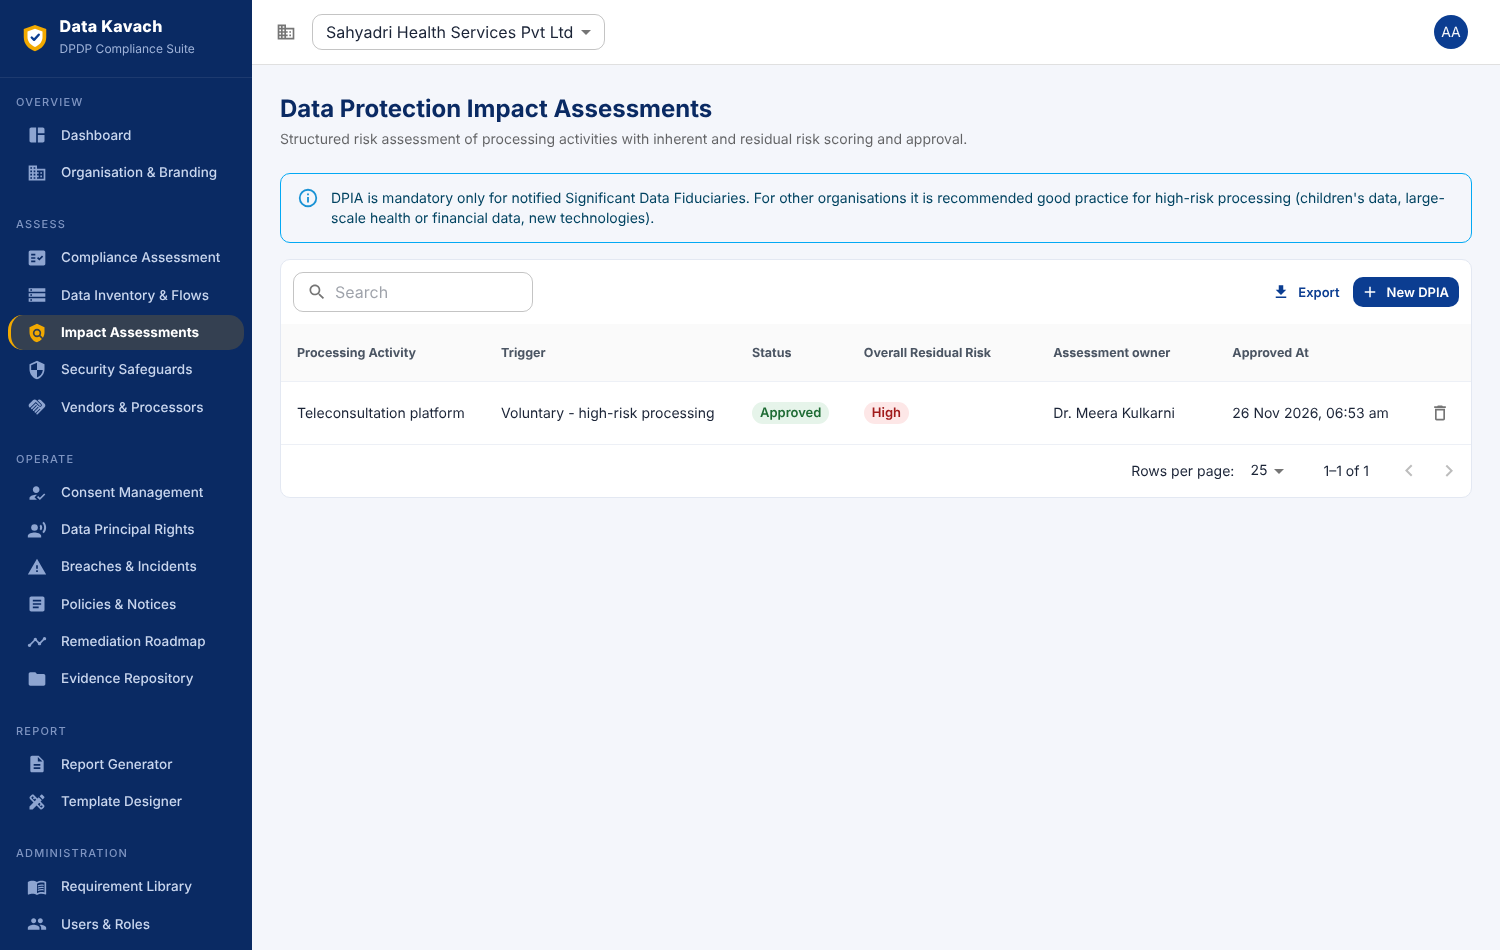 Data Kavach
DPDP Compliance Suite
OVERVIEW
Dashboard
Organisation & Branding
ASSESS
Compliance Assessment
Data Inventory & Flows
Impact Assessments
Security Safeguards
Vendors & Processors
OPERATE
Consent Management
Data Principal Rights
Breaches & Incidents
Policies & Notices
Remediation Roadmap
Evidence Repository
REPORT
Report Generator
Template Designer
ADMINISTRATION
Requirement Library
Users & Roles
Sahyadri Health Services Pvt Ltd
AA
Data Protection Impact Assessments
Structured risk assessment of processing activities with inherent and residual risk scoring and approval.
DPIA is mandatory only for notified Significant Data Fiduciaries. For other organisations it is recommended good practice for high-risk processing (children's data, large-
scale health or financial data, new technologies).
Search
Export
New DPIA
Processing Activity Trigger Status Overall Residual Risk Assessment owner Approved At
Teleconsultation platform Voluntary - high-risk processing Approved High Dr. Meera Kulkarni 26 Nov 2026, 06:53 am
Rows per page: 25 1–1 of 1